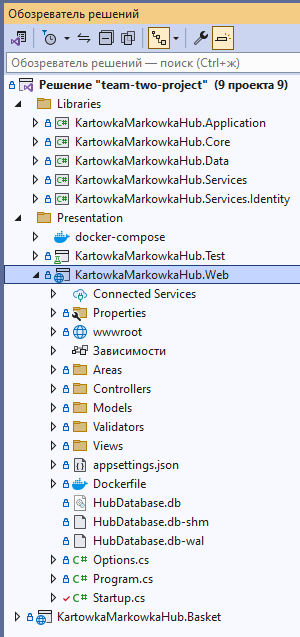 Обозреватель решений
Обозреватель решений — поиск (Ctrl+ж)
Решение "team-two-project" (9 проекта 9)
Libraries
KartowkaMarkowkaHub.Application
KartowkaMarkowkaHub.Core
KartowkaMarkowkaHub.Data
KartowkaMarkowkaHub.Services
KartowkaMarkowkaHub.Services.Identity
Presentation
docker-compose
KartowkaMarkowkaHub.Test
KartowkaMarkowkaHub.Web
Connected Services
Properties
wwwroot
Зависимости
Areas
Controllers
Models
Validators
Views
appsettings.json
Dockerfile
HubDatabase.db
HubDatabase.db-shm
HubDatabase.db-wal
C# Options.cs
C# Program.cs
C# Startup.cs
KartowkaMarkowkaHub.Basket